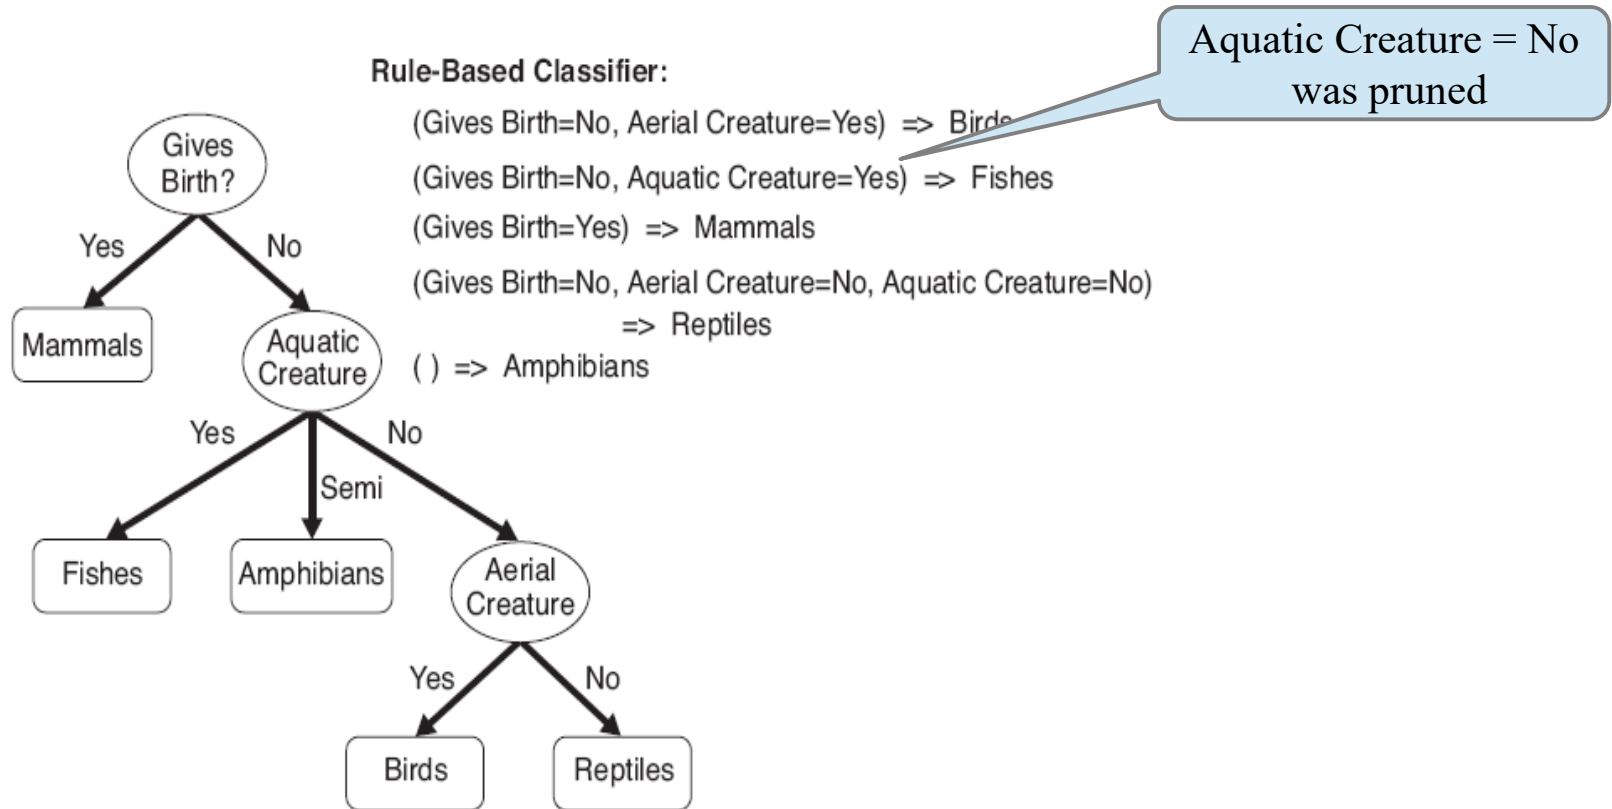 Aquatic Creature = No
was pruned
Rule-Based Classifier:
(Gives Birth=No, Aerial Creature=Yes) => Birds
(Gives Birth=No, Aquatic Creature=Yes) => Fishes
(Gives Birth=Yes) => Mammals
(Gives Birth=No, Aerial Creature=No, Aquatic Creature=No)
=> Reptiles
( ) => Amphibians
Gives
Birth?
Yes
No
Mammals
Aquatic
Creature
Yes
Semi
No
Fishes
Amphibians
Aerial
Creature
Yes
No
Birds
Reptiles